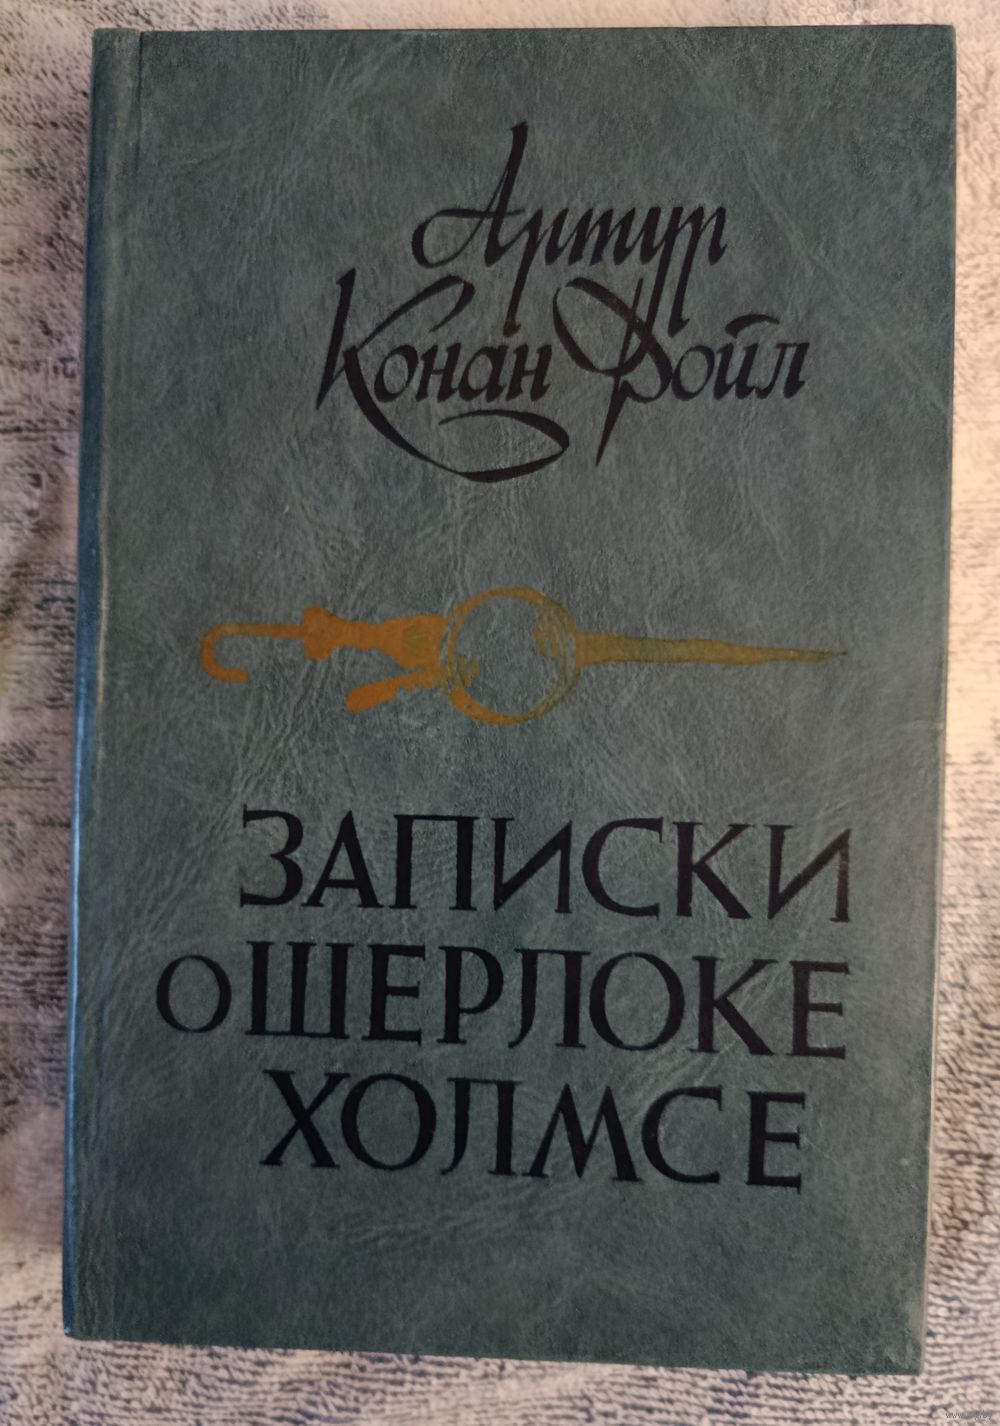 Артур
Конан Дойл
ЗАПИСКИ
О ШЕРЛОКЕ
ХОЛМСЕ